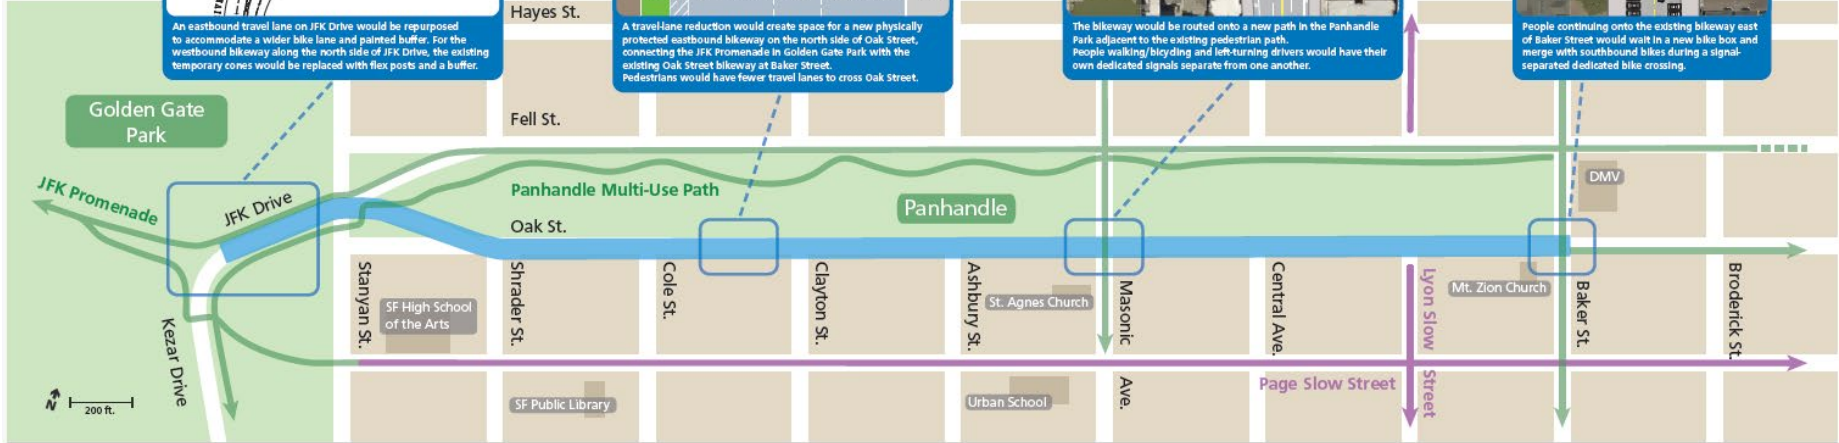 An eastbound travel lane on JFK Drive would be repurposed
to accommodate a wider bike lane and painted buffer. For the
westbound bikeway along the north side of JFK Drive, the existing
temporary cones would be replaced with flex posts and a buffer.
Hayes St.
A travel-lane reduction would create space for a new physically
protected eastbound bikeway on the north side of Oak Street,
connecting the JFK Promenade in Golden Gate Park with the
existing Oak Street bikeway at Baker Street.
Pedestrians would have fewer travel lanes to cross Oak Street.
The bikeway would be routed onto a new path in the Panhandle
Park adjacent to the existing pedestrian path.
People walking/bicyding and left-turning drivers would have their
own dedicated signals separate from one another.
People continuing onto the existing bikeway east
of Baker Street would wait in a new bike box and
merge with southbound bikes during a signal-
separated dedicated bike crossing.
Golden Gate
Park
Fell St.
JFK Promenade
JFK Drive
Panhandle Multi-Use Path
Panhandle
DMV
Oak St.
Stanyan St.
SF High School
of the Arts
Shrader St.
Cole St.
Clayton St.
Ashbury St.
St. Agnes Church
Masonic
Ave.
Central Ave.
Lyon Slow
Street
Mt. Zion Church
Baker St.
Broderick St.
Kezar Drive
Page Slow Street
N
200 ft.
SF Public Library
Urban School